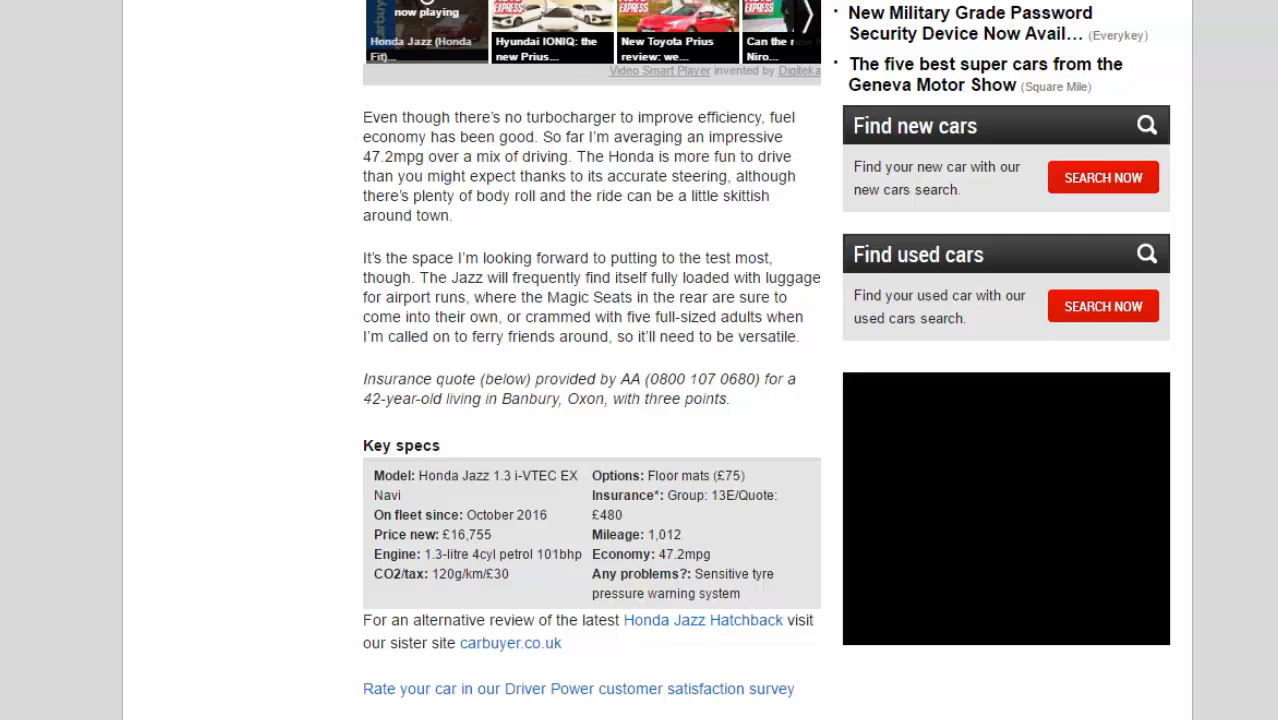 now playing
Honda Jazz (Honda
Fit)...
Hyundai IONIQ: the
new Prius...
New Toyota Prius
review: we...
Can the
Niro...
Video Smart Player invented by Digiteka
Even though there's no turbocharger to improve efficiency, fuel
economy has been good. So far I'm averaging an impressive
47.2mpg over a mix of driving. The Honda is more fun to drive
than you might expect thanks to its accurate steering, although
there's plenty of body roll and the ride can be a little skittish
around town.
It's the space I'm looking forward to putting to the test most,
though. The Jazz will frequently find itself fully loaded with luggage
for airport runs, where the Magic Seats in the rear are sure to
come into their own, or crammed with five full-sized adults when
I'm called on to ferry friends around, so it'll need to be versatile.
Insurance quote (below) provided by AA (0800 107 0680) for a
42-year-old living in Banbury, Oxon, with three points.
Key specs
Model: Honda Jazz 1.3 i-VTEC EX
Navi
On fleet since: October 2016
Price new: £16,755
Engine: 1.3-litre 4cyl petrol 101bhp
CO2/tax: 120g/km/£30
Options: Floor mats (£75)
Insurance*: Group: 13E/Quote:
£480
Mileage: 1,012
Economy: 47.2mpg
Any problems?: Sensitive tyre
pressure warning system
For an alternative review of the latest Honda Jazz Hatchback visit
our sister site carbuyer.co.uk
Rate your car in our Driver Power customer satisfaction survey
New Military Grade Password
Security Device Now Avail… (Everykey)
The five best super cars from the
Geneva Motor Show (Square Mile)
Find new cars
Find your new car with our
new cars search.
SEARCH NOW
Find used cars
Find your used car with our
used cars search.
SEARCH NOW